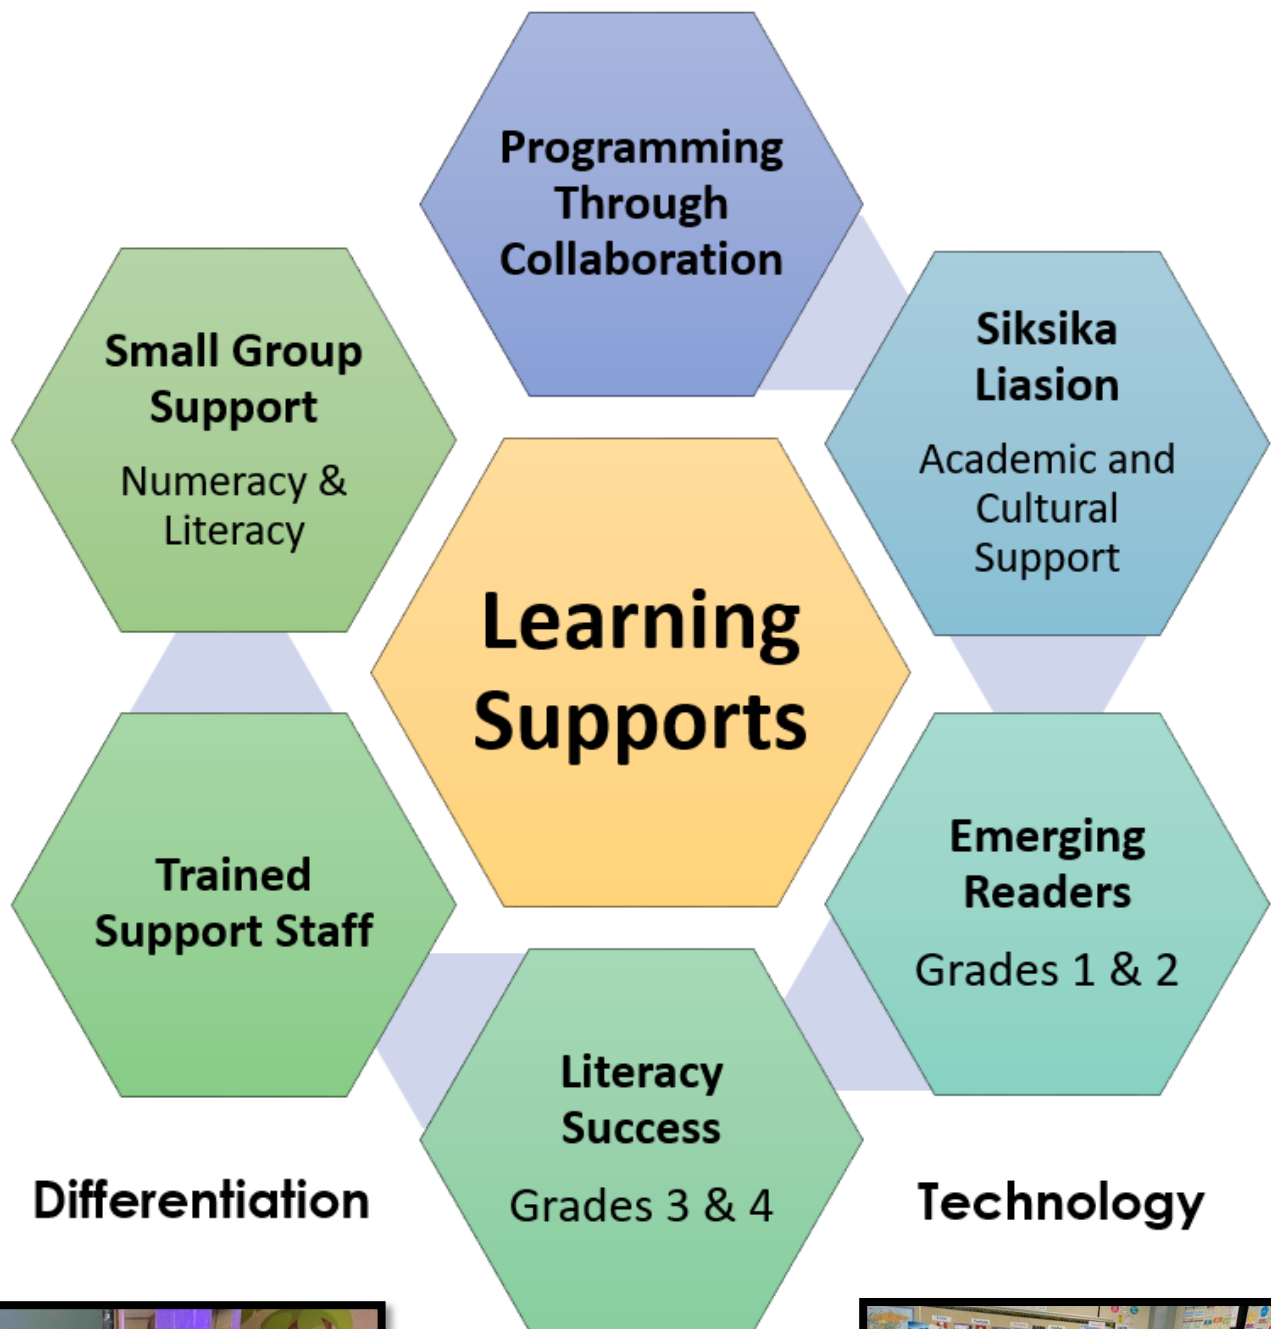 Programming
Through
Collaboration
Siksika
Liasion
Academic and
Cultural
Support
Emerging
Readers
Grades 1 & 2
Literacy
Success
Grades 3 & 4
Trained
Support Staff
Small Group
Support
Numeracy &
Literacy
Learning
Supports
Differentiation
Technology